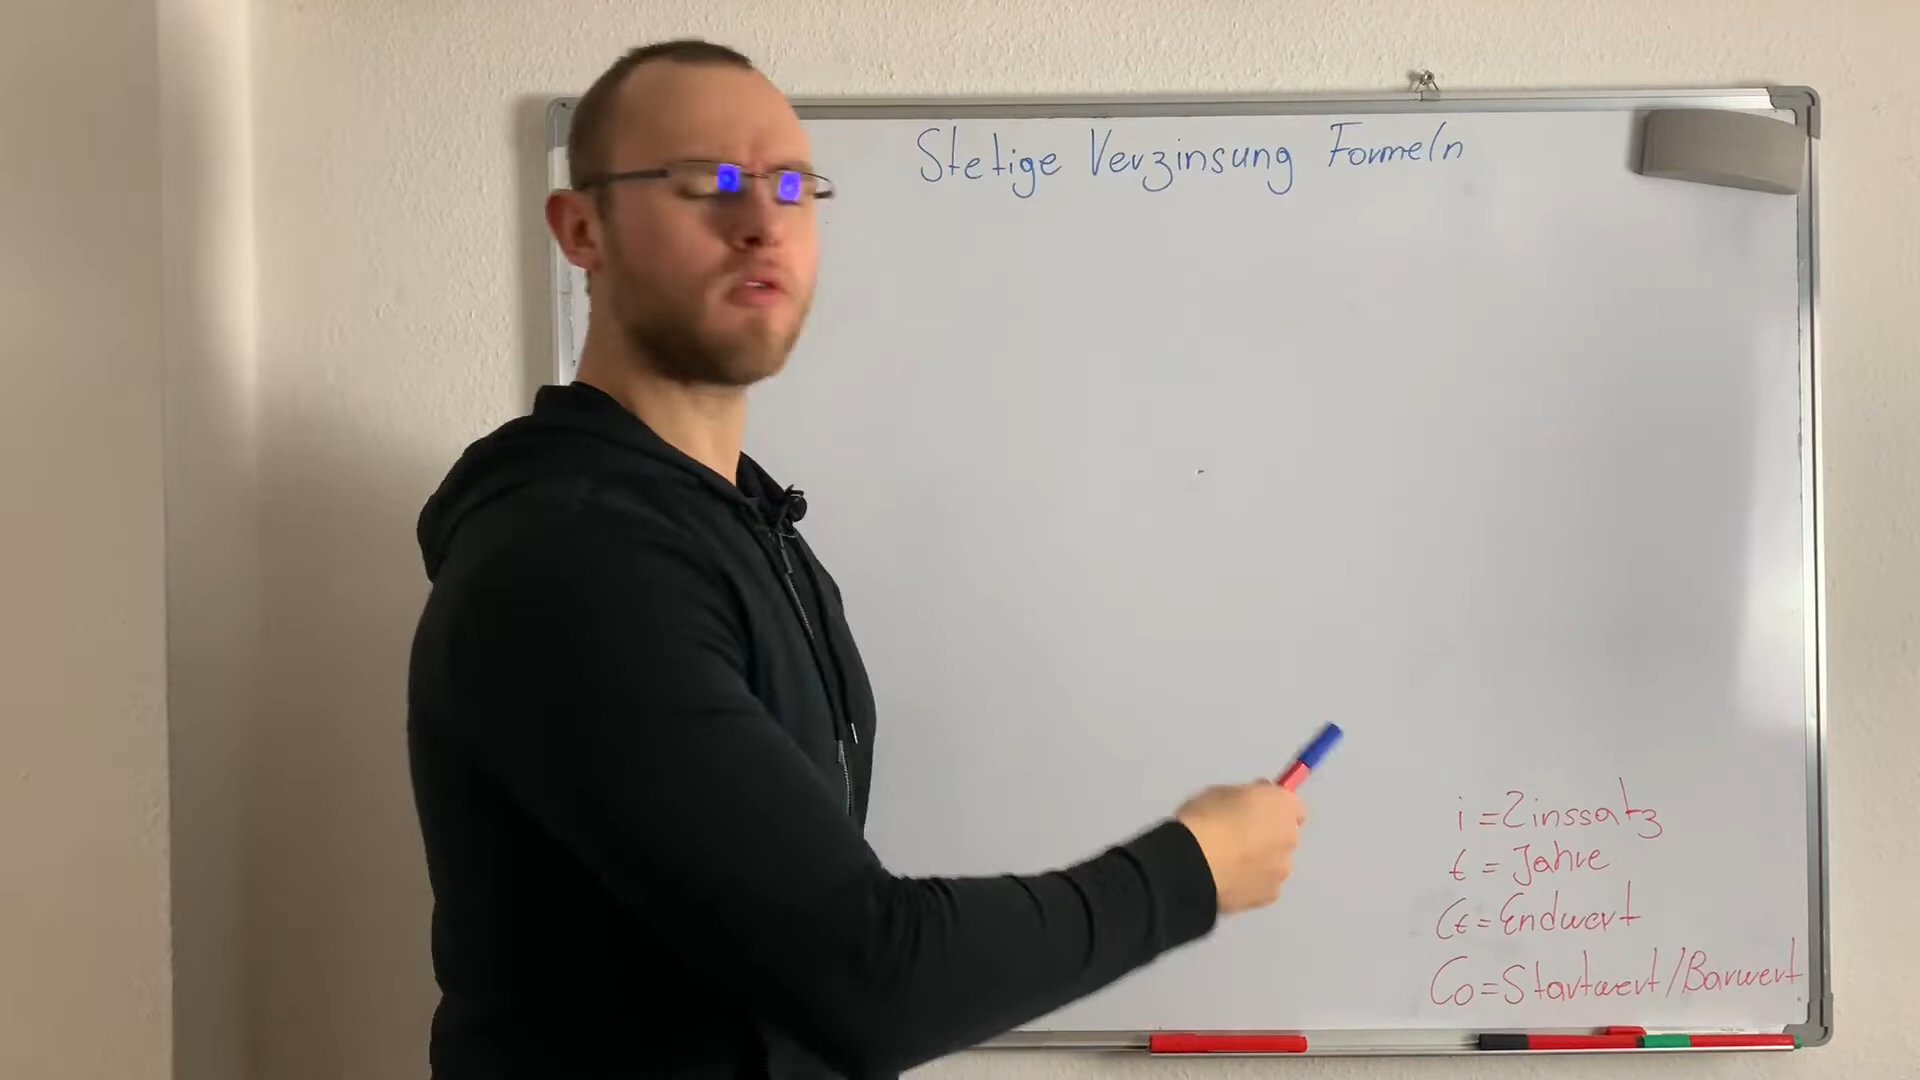 Stetige Verzinsung Formeln
i = Zinssatz
t = Jahre
Ct = Endwert
C0 = Startwert/Barwert